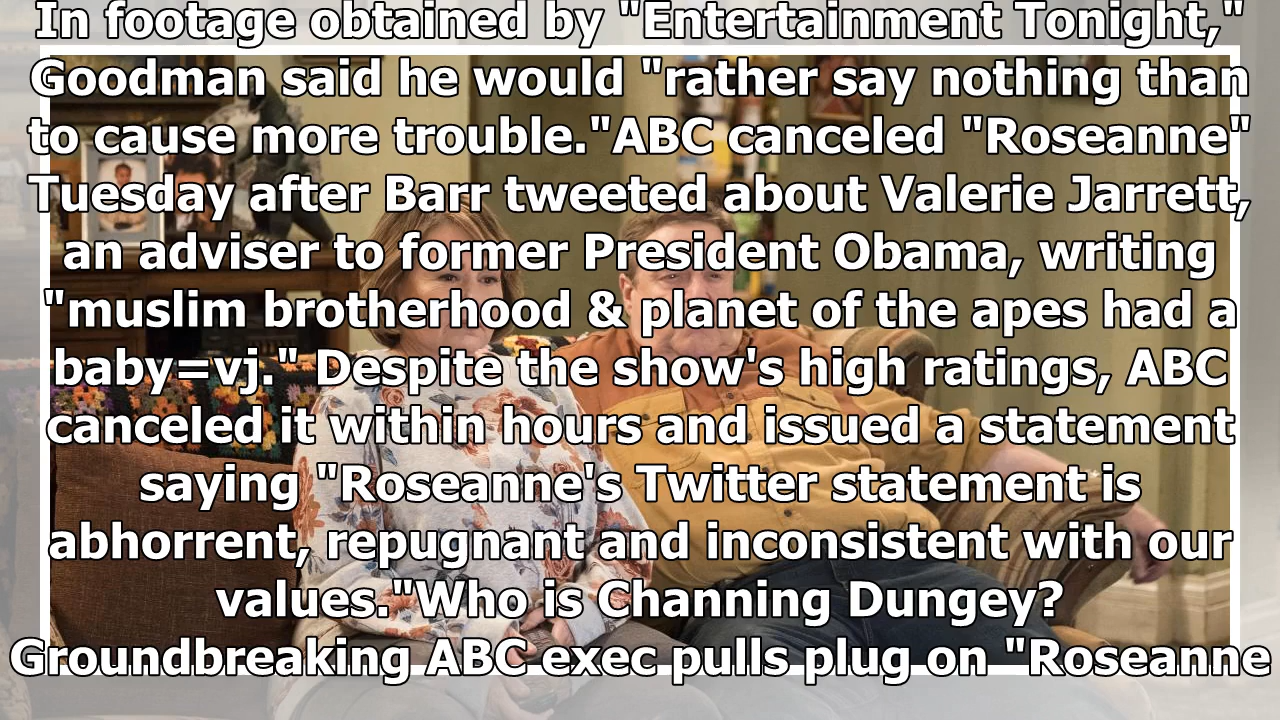 In footage obtained by "Entertainment Tonight,"
Goodman said he would "rather say nothing than
to cause more trouble."ABC canceled "Roseanne"
Tuesday after Barr tweeted about Valerie Jarrett,
an adviser to former President Obama, writing
"muslim brotherhood & planet of the apes had a
baby=vj." Despite the show's high ratings, ABC
canceled it within hours and issued a statement
saying "Roseanne's Twitter statement is
abhorrent, repugnant and inconsistent with our
values."Who is Channing Dungey?
Groundbreaking ABC exec pulls plug on "Roseanne